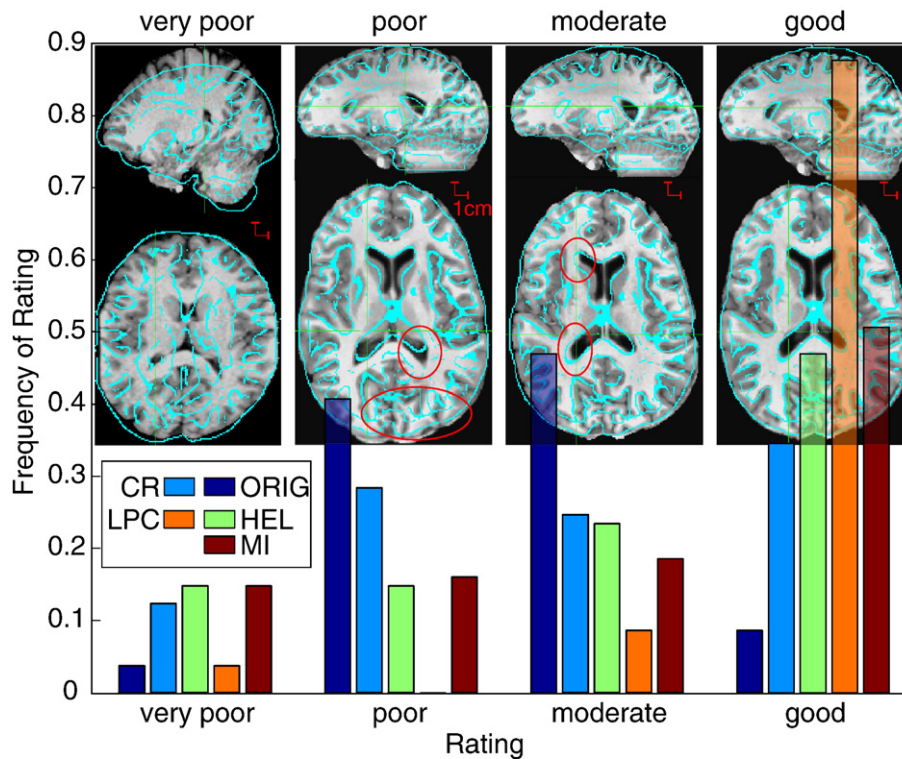 very poor poor moderate good
0.9
0.8
0.7
1cm
0.6
0.5
0.4
0.3
0.2
0.1
0
Frequency of Rating
CR ORIG
LPC HEL
MI
very poor poor moderate good
Rating